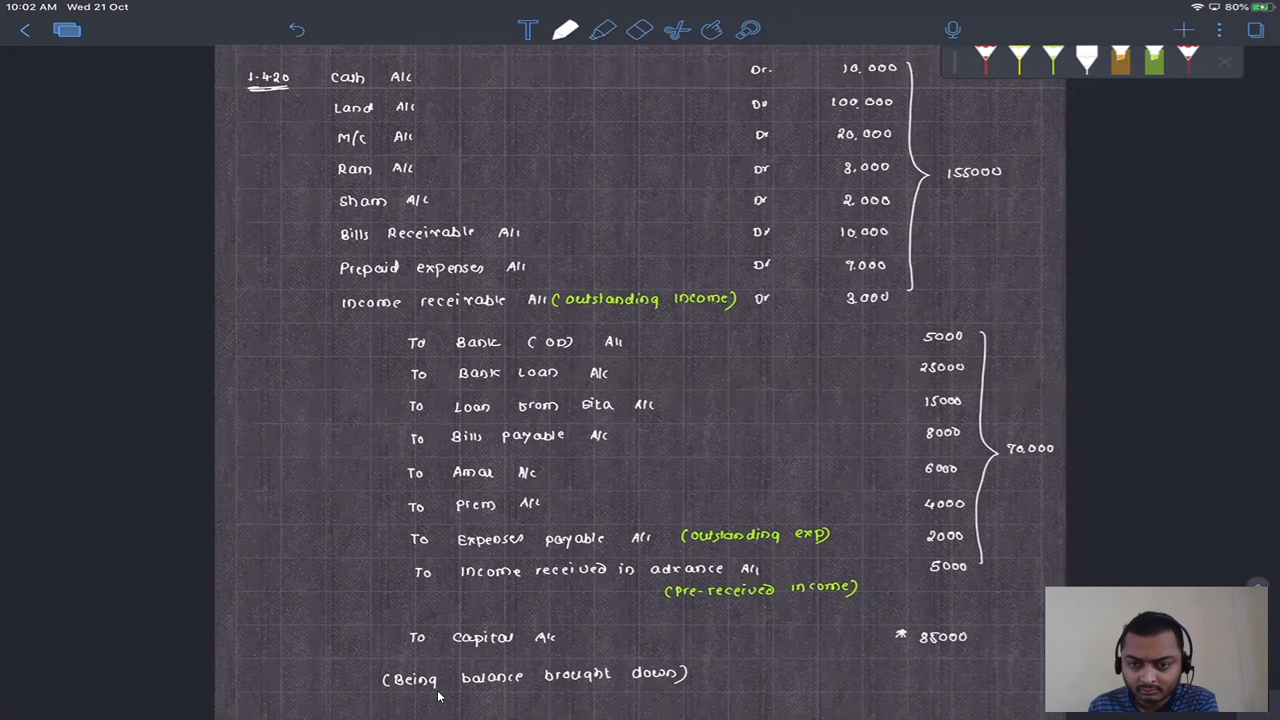 10:02 AM Wed 21 Oct 80%
1-4-20 Cash A/c Dr. 10.000
Land A/c Dr 100.000
M/C A/c Dr 20.000
Ram A/c Dr 3.000
Sham A/c Dr 2.000
155000
Bills Receivable A/c Dr 10.000
Prepaid expenses A/c Dr 7.000
Income receivable A/c (outstanding income) Dr 3.000
To Bank (OD) A/c 5000
To Bank Loan A/c 25000
To Loan from Sita A/c 15000
To Bills payable A/c 8000
70.000
To Amar A/c 6000
To Prem A/c 4000
To Expenses payable A/c (outstanding exp) 2000
To Income received in advance A/c 5000
(Pre-received income)
To Capital A/c * 85000
(Being balance brought down)